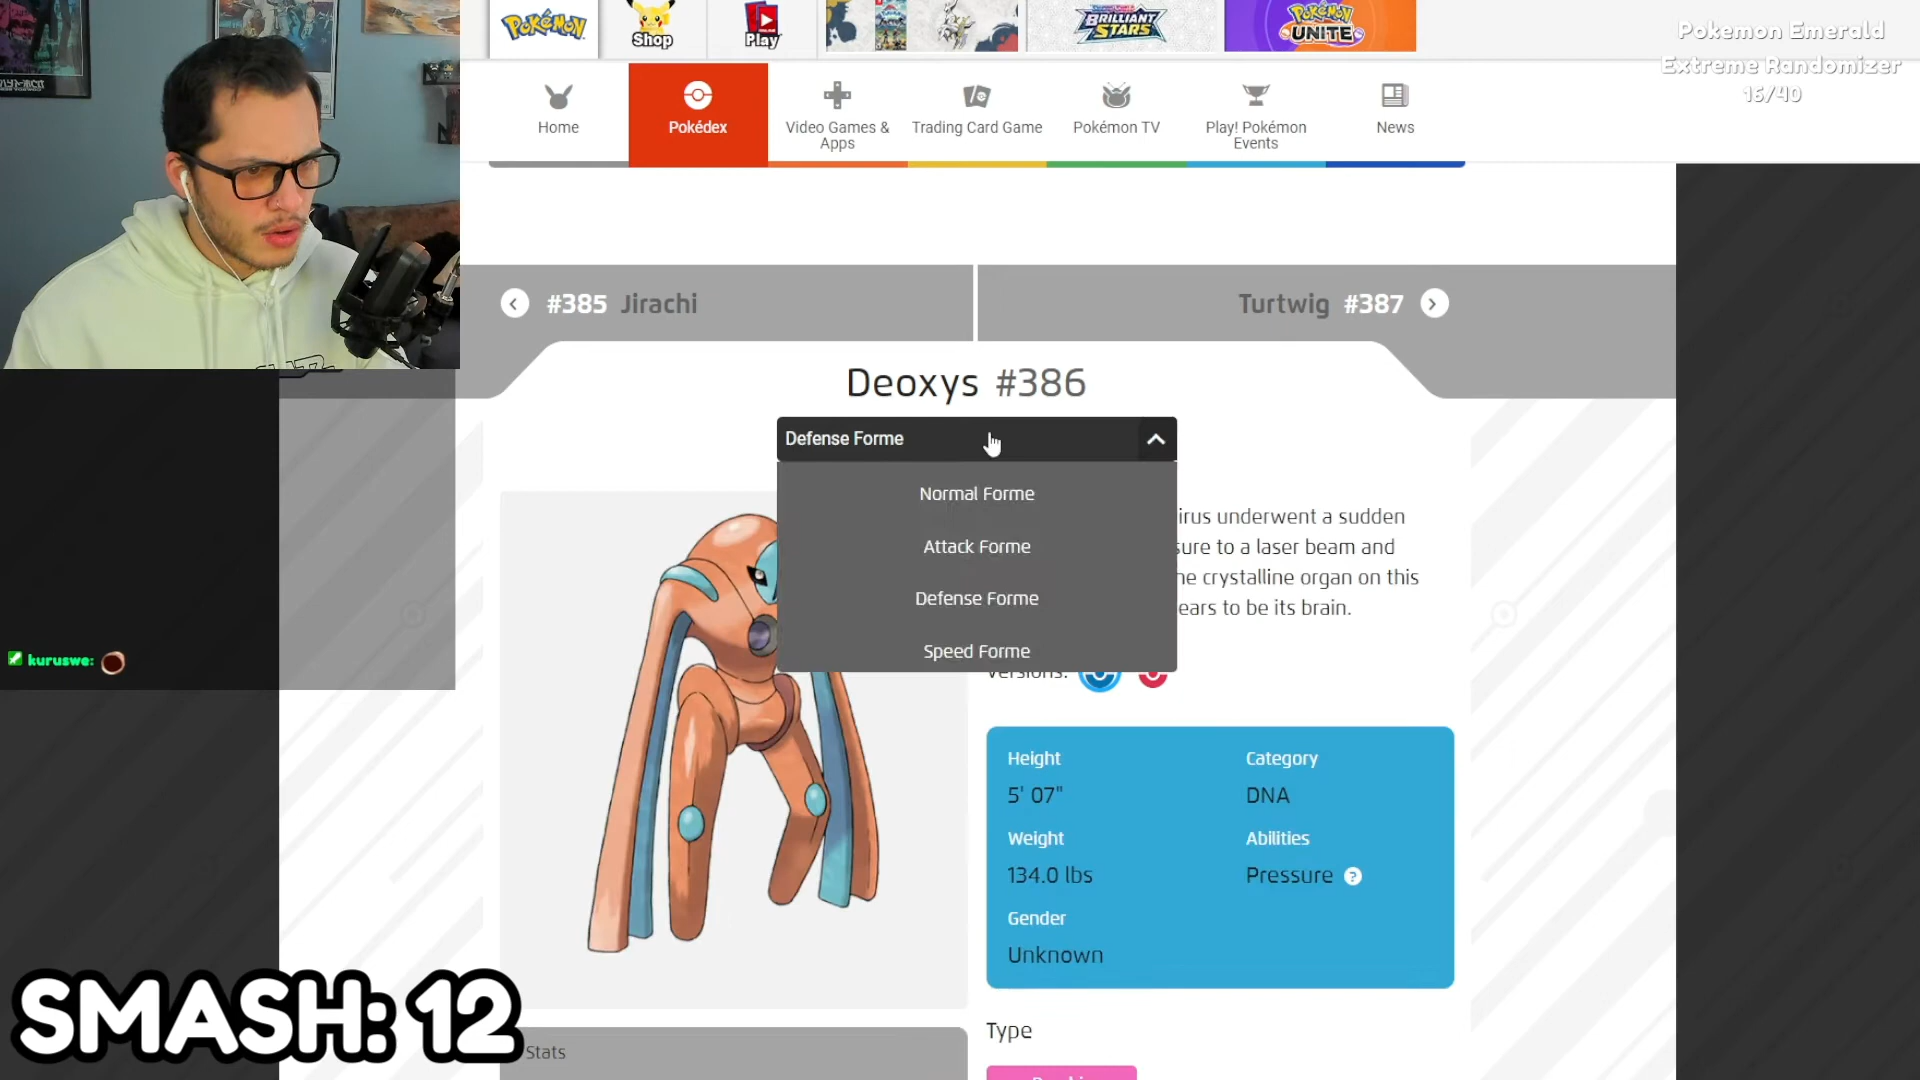 Pokémon
Shop
Play!
BRILLIANT
STARS
Pokémon
UNITE
Pokemon Emerald
Extreme Randomizer
16/40
Home
Pokédex
Video Games &
Apps
Trading Card Game
Pokémon TV
Play! Pokémon
Events
News
#385 Jirachi
Turtwig #387
Deoxys #386
Defense Forme
Normal Forme
Attack Forme
Defense Forme
Speed Forme
irus underwent a sudden
sure to a laser beam and
he crystalline organ on this
ears to be its brain.
Versions:
Height
Category
5' 07"
DNA
Weight
Abilities
134.0 lbs
Pressure ?
Gender
Unknown
kuruswe:
Type
SMASH: 12
Stats